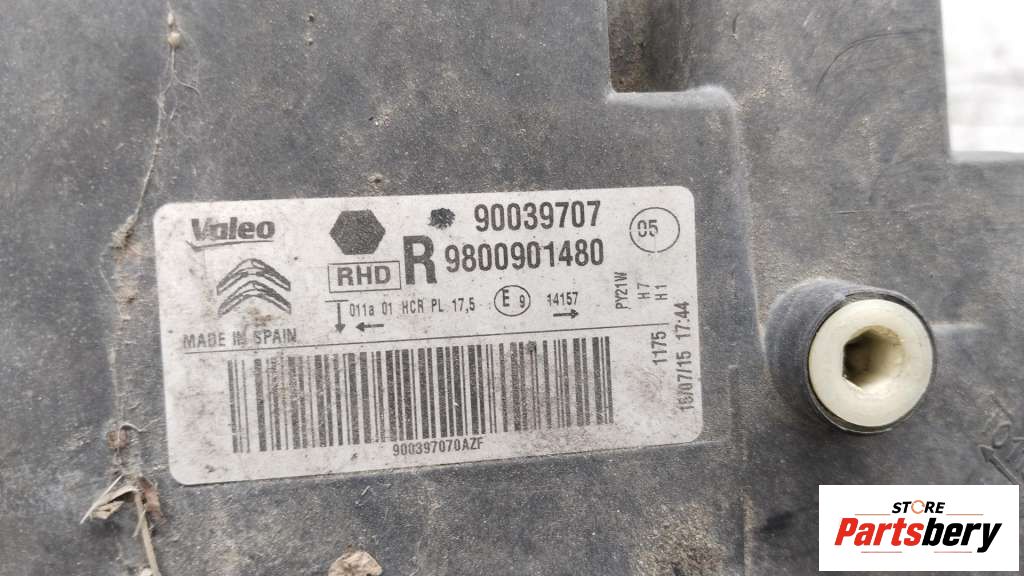 Valeo
90039707
05
RHD
R 9800901480
011a 01 HCR PL 17,5 E 9 14157
PY21W
H7
H1
MADE IN SPAIN
1175
16/07/15 17:44
900397070AZF
STORE
Partsbery